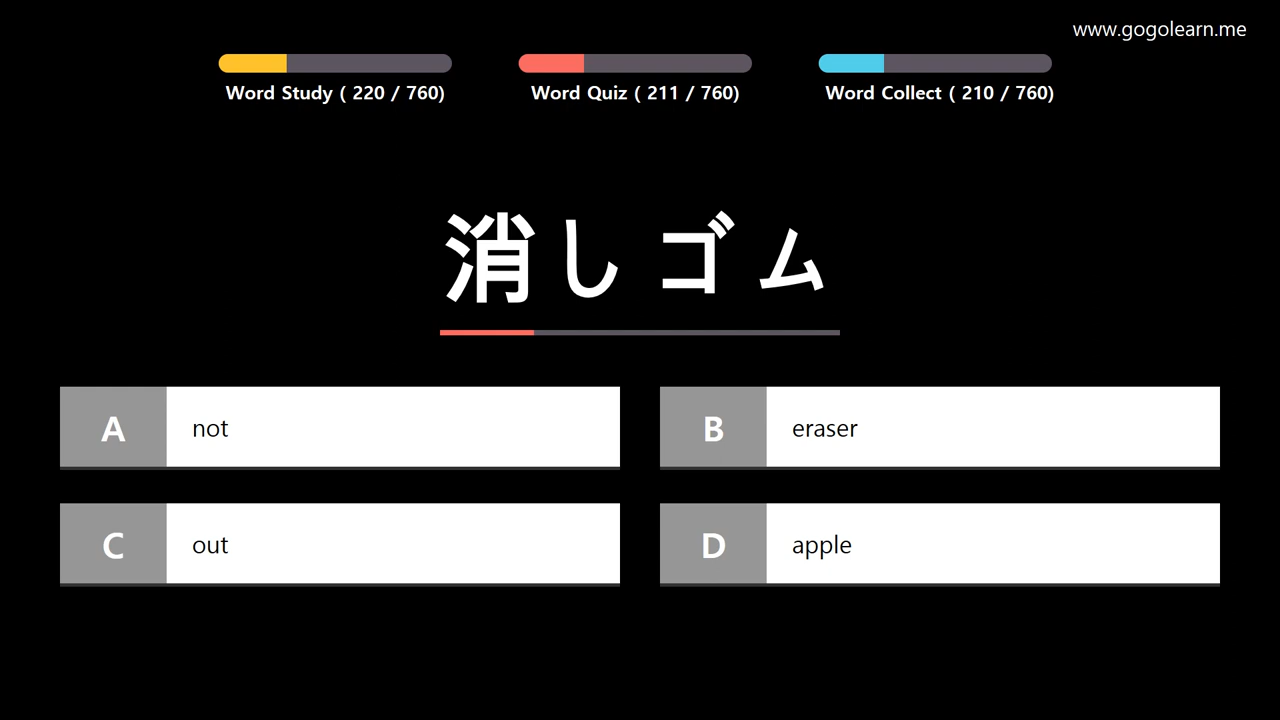 www.gogolearn.me
Word Study ( 220 / 760)
Word Quiz ( 211 / 760)
Word Collect ( 210 / 760)
消しゴム
A not
B eraser
C out
D apple